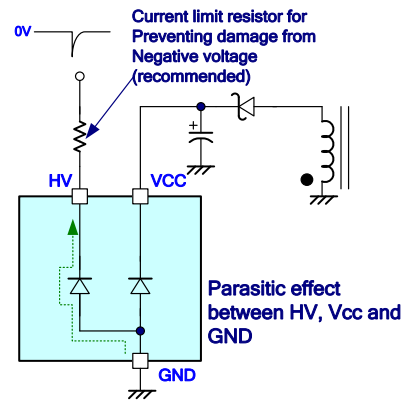 0V
Current limit resistor for
Preventing damage from
Negative voltage
(recommended)
+
HV
VCC
Parasitic effect
between HV, Vcc and
GND
GND